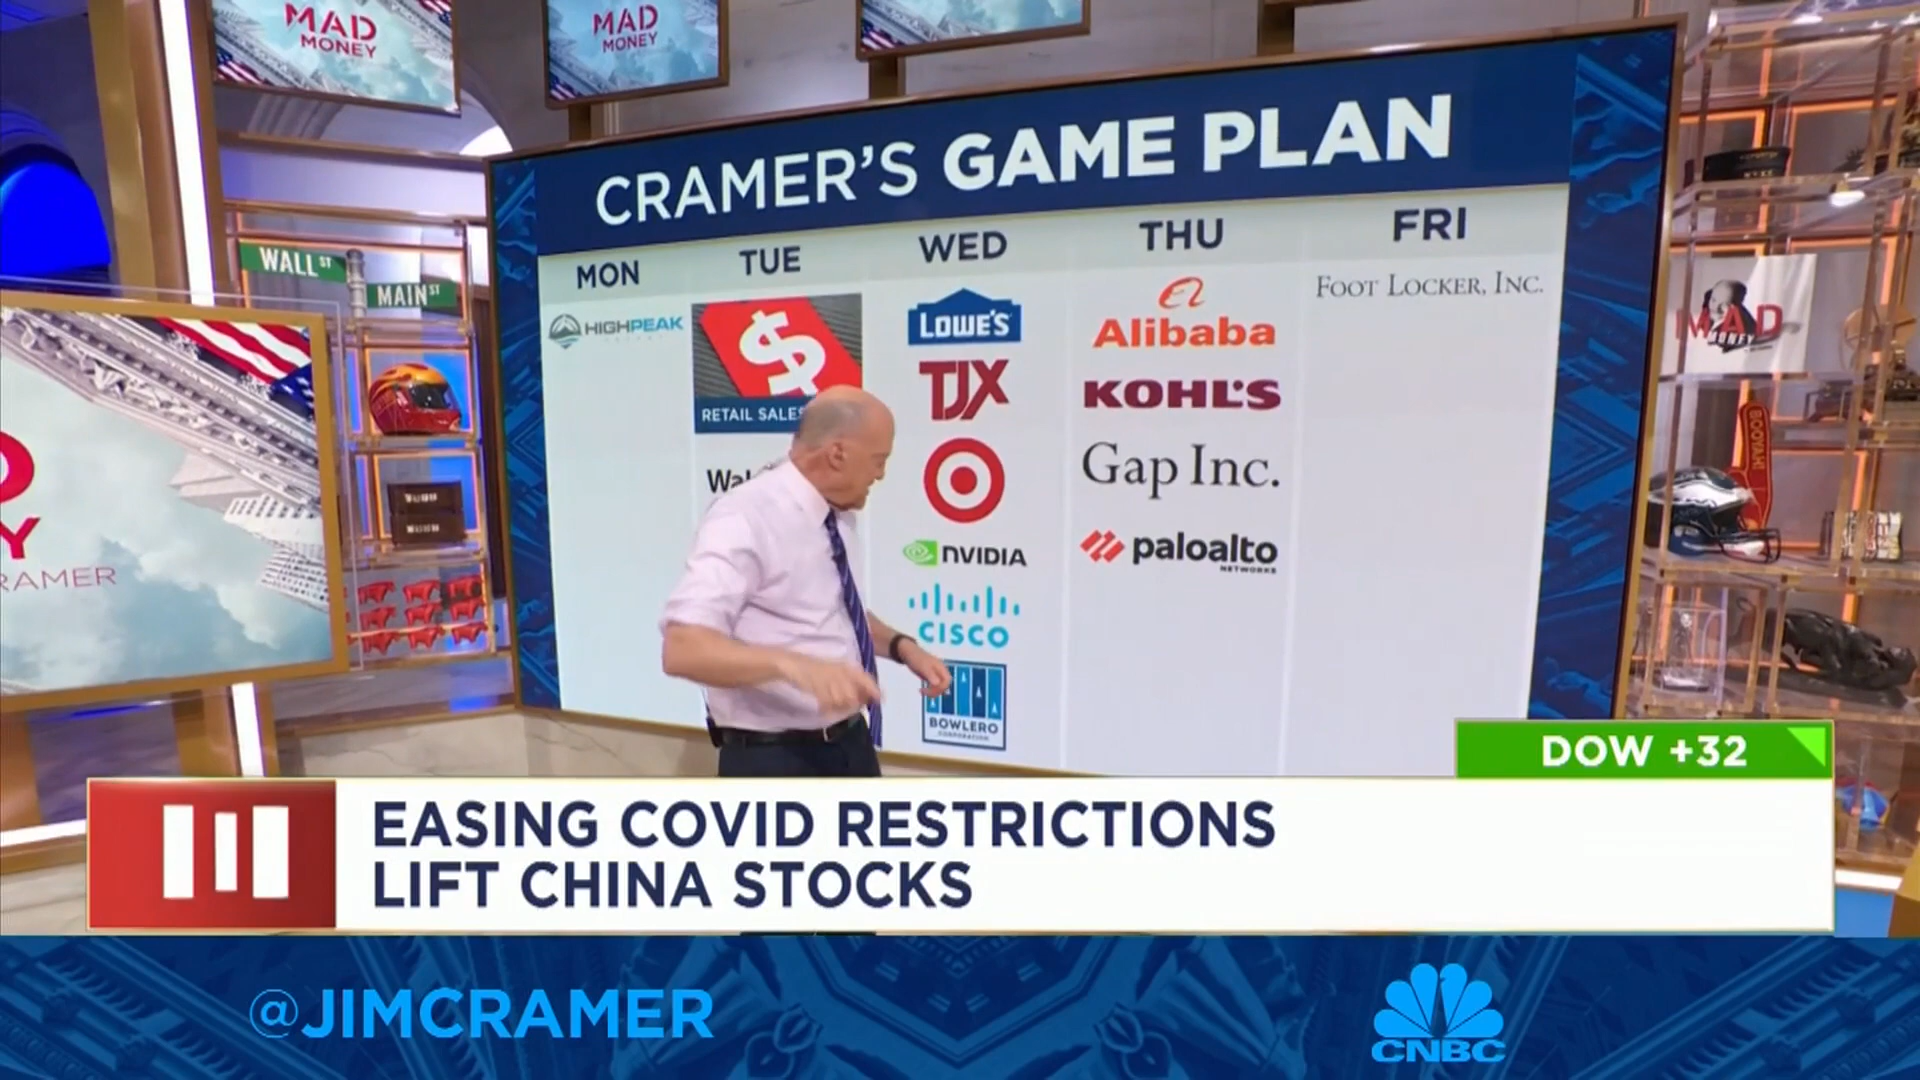 MAD
MONEY
MAD
MONEY
CRAMER'S GAME PLAN
WALL ST
MAIN ST
MON
TUE
WED
THU
FRI
HIGHPEAK
RETAIL SALES
Wal
LOWE'S
TJX
NVIDIA
CISCO
BOWLERO
CORPORATION
Alibaba
KOHL'S
Gap Inc.
paloalto
NETWORKS
FOOT LOCKER, INC.
MAD
MONEY
BOOYAH!
D
Y
RAMER
DOW +32
EASING COVID RESTRICTIONS
LIFT CHINA STOCKS
@JIMCRAMER
CNBC